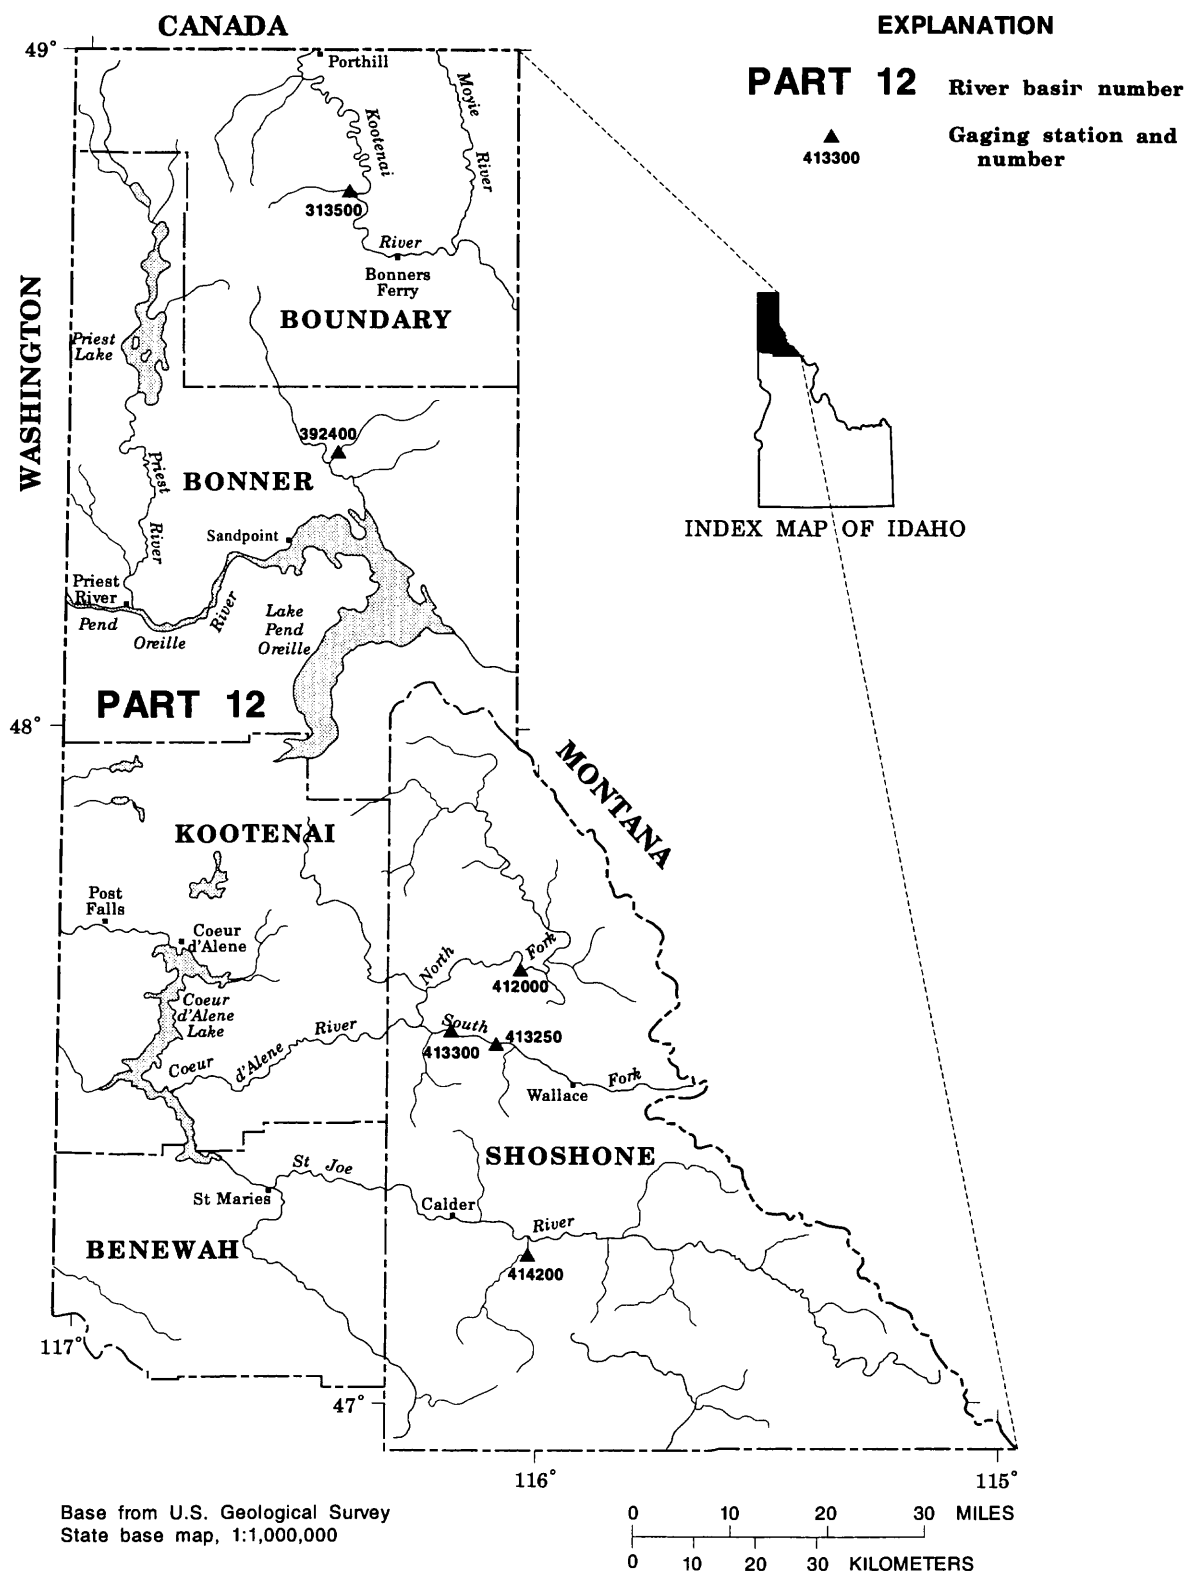 CANADA
EXPLANATION
PART 12 River basir number
413300
Gaging station and
number
49°
Porthill
Moyie
River
Kootenai
313500
River
Bonners
Ferry
BOUNDARY
WASHINGTON
Priest
Lake
392400
BONNER
Priest
River
Sandpoint
Priest
River
Pend
Oreille
River
Lake
Pend
Oreille
INDEX MAP OF IDAHO
PART 12
48°
MONTANA
KOOTENAI
Post
Falls
Coeur
d'Alene
North
Fork
412000
Coeur
d'Alene
Lake
South
413250
413300
River
d'Alene
Coeur
Fork
Wallace
SHOSHONE
St Joe
St Maries
Calder
River
BENEWAH
414200
117°
47°
116°
115°
Base from U.S. Geological Survey
State base map, 1:1,000,000
0 10 20 30 MILES
0 10 20 30 KILOMETERS